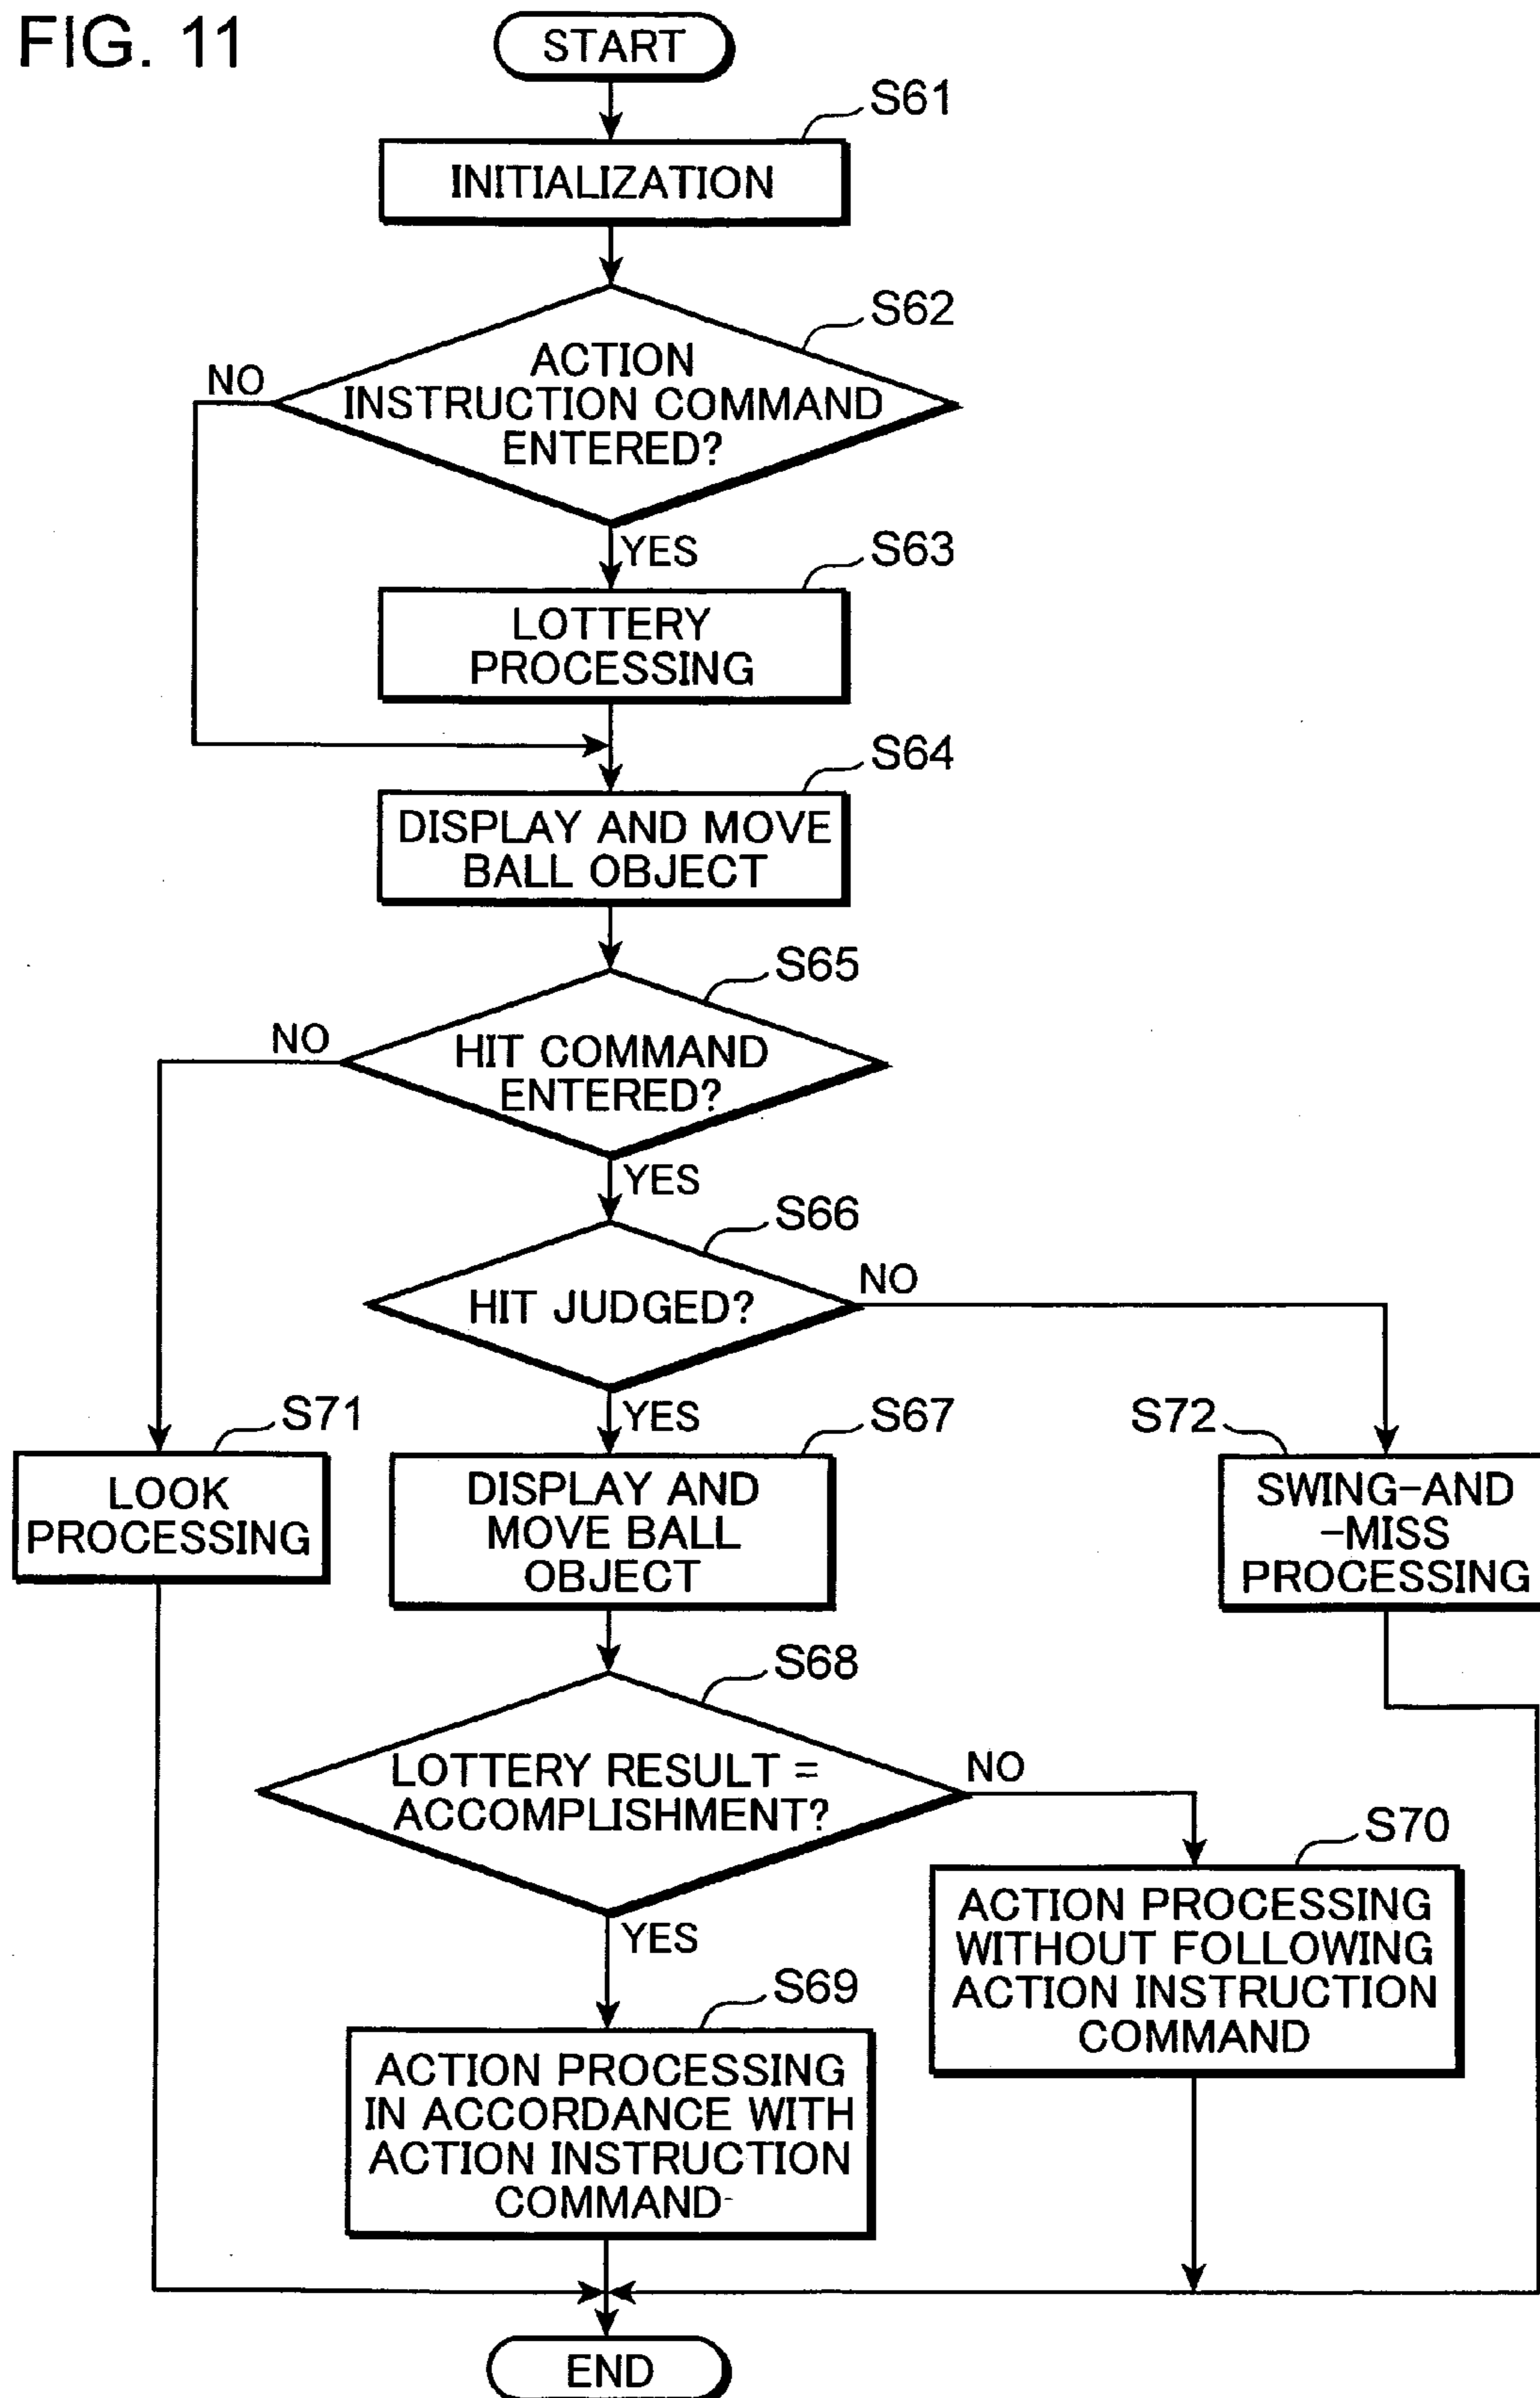 FIG. 11
START
S61
INITIALIZATION
S62
ACTION
INSTRUCTION COMMAND
ENTERED?
NO
YES
S63
LOTTERY
PROCESSING
S64
DISPLAY AND MOVE
BALL OBJECT
S65
HIT COMMAND
ENTERED?
NO
YES
S66
HIT JUDGED?
NO
YES
S71
LOOK
PROCESSING
S67
DISPLAY AND
MOVE BALL
OBJECT
S72
SWING-AND
-MISS
PROCESSING
S68
LOTTERY RESULT =
ACCOMPLISHMENT?
NO
YES
S70
ACTION PROCESSING
WITHOUT FOLLOWING
ACTION INSTRUCTION
COMMAND
S69
ACTION PROCESSING
IN ACCORDANCE WITH
ACTION INSTRUCTION
COMMAND
END